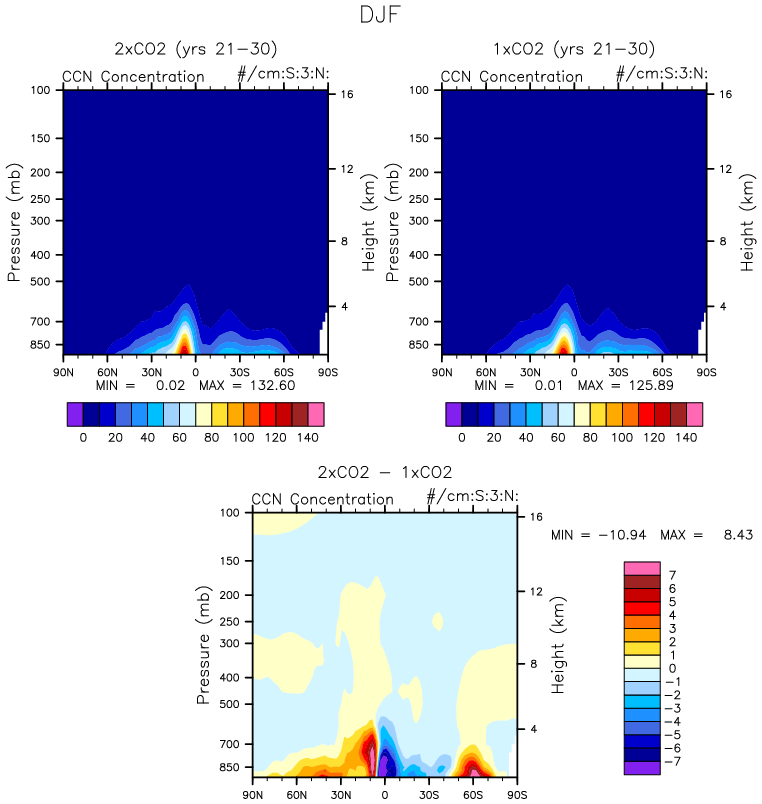 DJF
2xCO2 (yrs 21-30)
CCN Concentration #/cm:S:3:N:
100
150
200
250
300
400
500
700
850
Pressure (mb)
16
12
8
4
Height (km)
90N 60N 30N 0 30S 60S 90S
MIN = 0.02 MAX = 132.60
0 20 40 60 80 100 120 140
1xCO2 (yrs 21-30)
CCN Concentration #/cm:S:3:N:
100
150
200
250
300
400
500
700
850
Pressure (mb)
16
12
8
4
Height (km)
90N 60N 30N 0 30S 60S 90S
MIN = 0.01 MAX = 125.89
0 20 40 60 80 100 120 140
2xCO2 - 1xCO2
CCN Concentration #/cm:S:3:N:
100
150
200
250
300
400
500
700
850
Pressure (mb)
16
12
8
4
Height (km)
90N 60N 30N 0 30S 60S 90S
MIN = -10.94 MAX = 8.43
7
6
5
4
3
2
1
0
-1
-2
-3
-4
-5
-6
-7